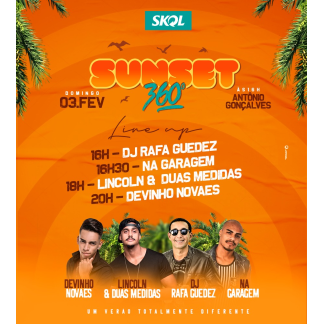 SKOL
SUNSET
360°
DOMINGO
03.FEV
ANTÔNIO
GONÇALVES
Line up
16H – DJ RAFA GUEDEZ
16H30 – NA GARAGEM
18H – LINCOLN & DUAS MEDIDAS
20H – DEVINHO NOVAES
DEVINHO
NOVAES
LINCOLN
& DUAS MEDIDAS
DJ
RAFA GUEDEZ
NA
GARAGEM
UM VERÃO TOTALMENTE DIFERENTE